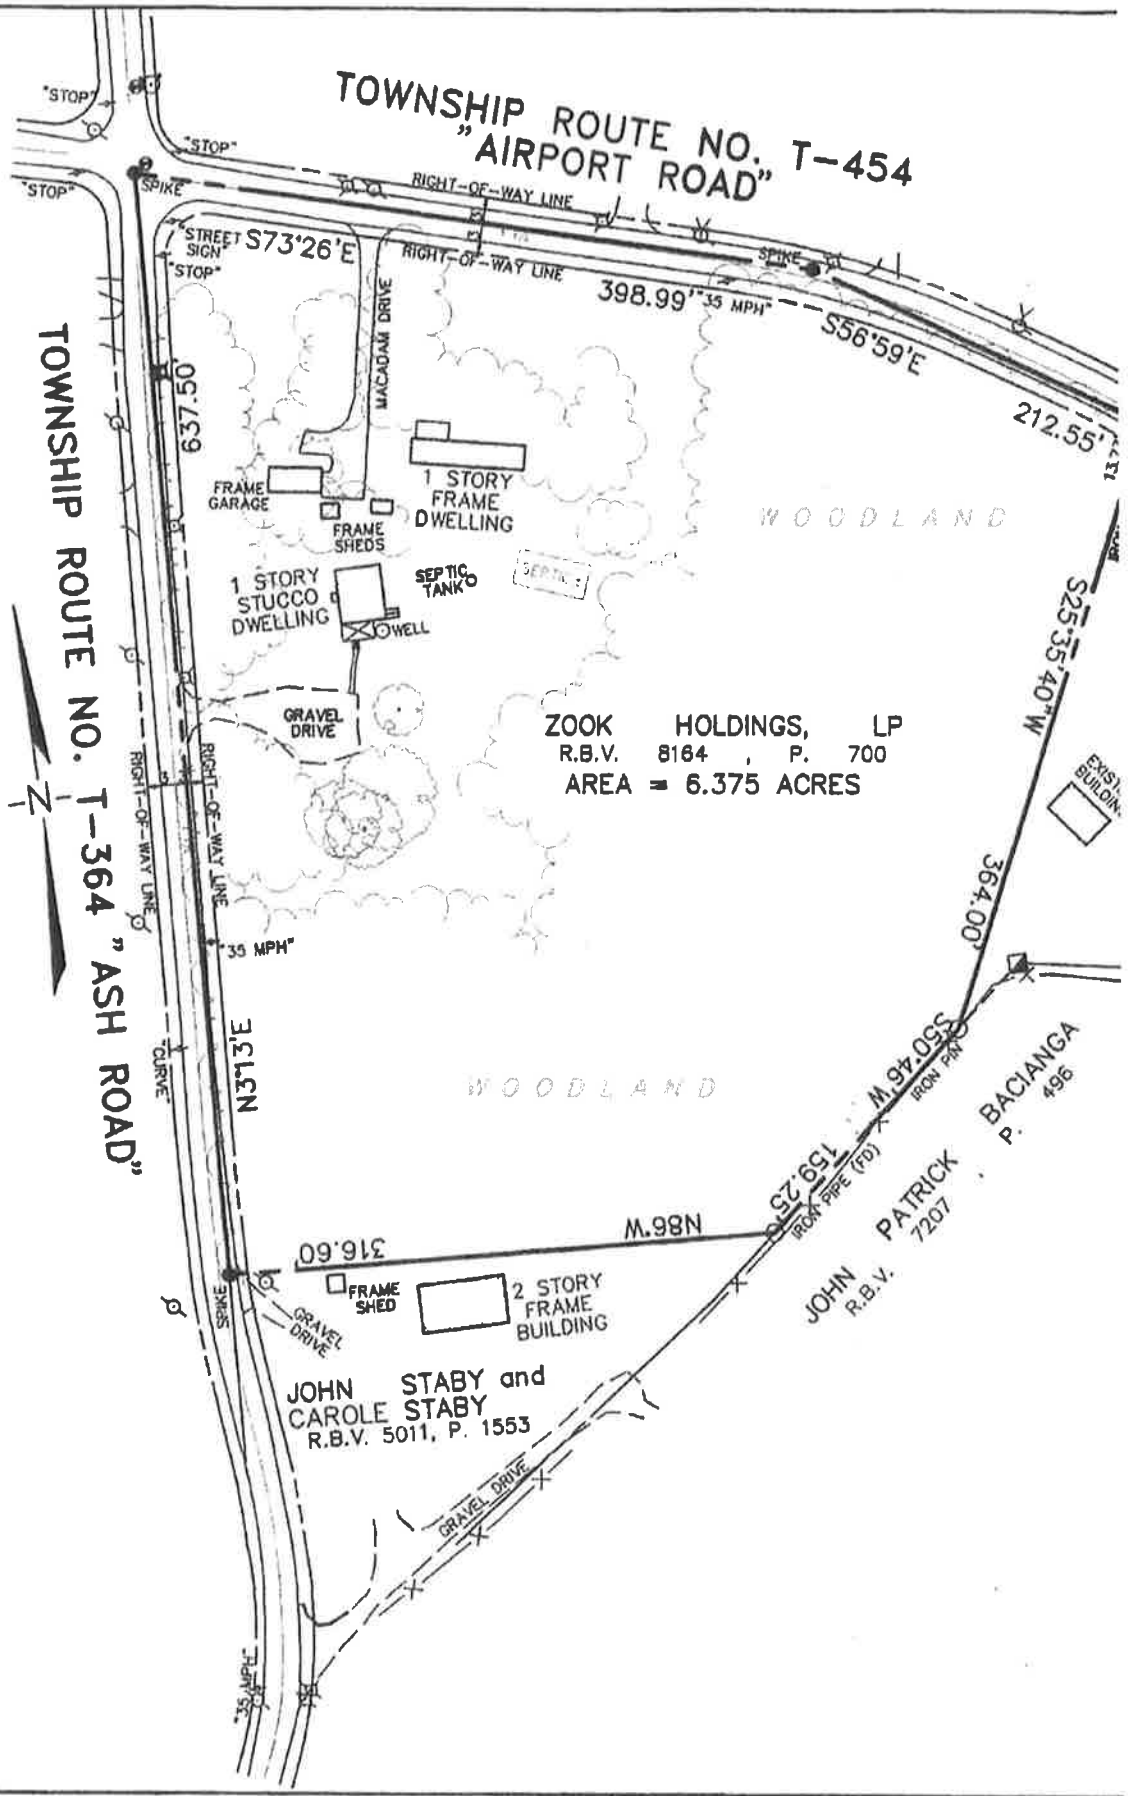 "STOP"
TOWNSHIP ROUTE NO. T-454
"AIRPORT ROAD"
"STOP"
"STOP"
SPIKE
RIGHT-OF-WAY LINE
"STREET
SIGN"
S73°26'E
RIGHT-OF-WAY LINE
SPIKE
"STOP"
398.99'
"35 MPH"
S56°59'E
212.55'
MACADAM DRIVE
637.50'
TOWNSHIP ROUTE NO. T-364 "ASH ROAD"
FRAME
GARAGE
1 STORY
FRAME
DWELLING
FRAME
SHEDS
WOODLAND
1 STORY
STUCCO
DWELLING
SEPTIC
TANK
WELL
S25°35'40"W
GRAVEL
DRIVE
ZOOK HOLDINGS, LP
R.B.V. 8164 , P. 700
AREA = 6.375 ACRES
RIGHT-OF-WAY LINE
RIGHT-OF-WAY LINE
N
364.00'
"35 MPH"
N3°13'E
"CURVE"
WOODLAND
S50°46'W
IRON PIN
159.25'
IRON PIPE (FD)
JOHN PATRICK BACIANGA
R.B.V. 7207 , P. 496
316.60'
N86°W
SPIKE
FRAME
SHED
2 STORY
FRAME
BUILDING
GRAVEL
DRIVE
JOHN STABY and
CAROLE STABY
R.B.V. 5011, P. 1553
GRAVEL DRIVE
"35 MPH"